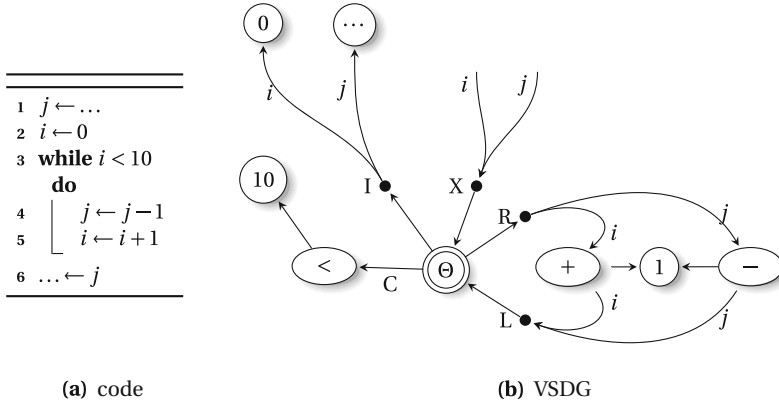 1 j ← …
2 i ← 0
3 while i < 10
do
4 j ← j − 1
5 i ← i + 1
6 … ← j
(a) code
0
…
i
j
i
j
10
I
X
R
j
i
<
Θ
+
1
−
C
i
L
j
(b) VSDG